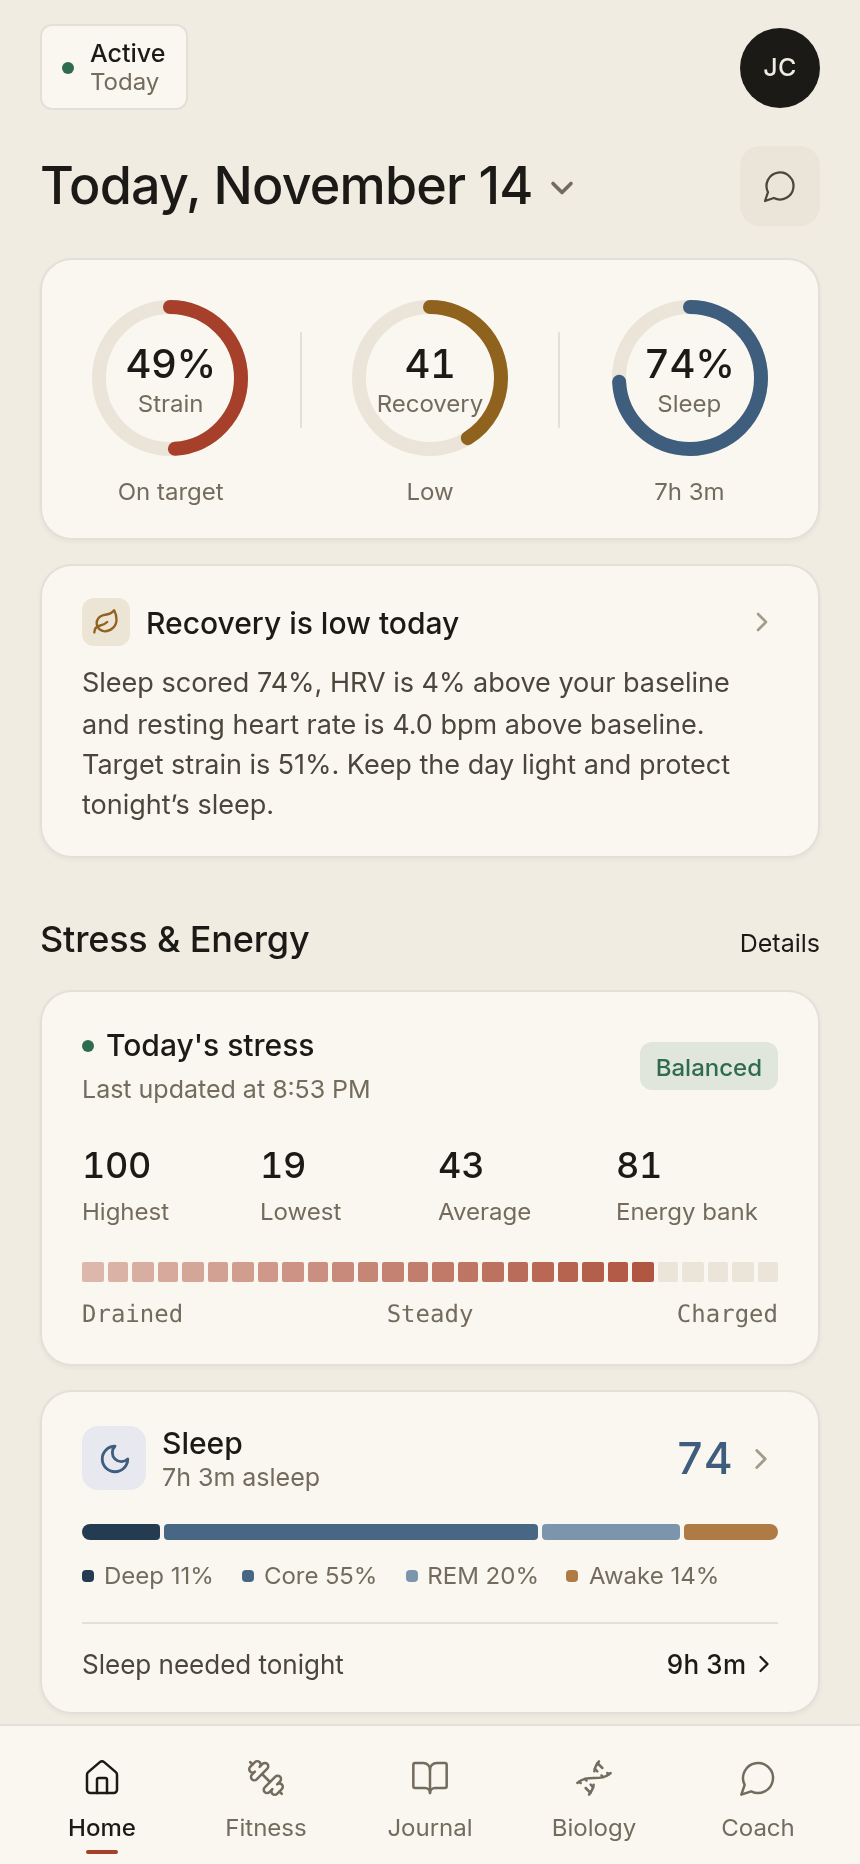 Active
Today
JC
Today, November 14
49%
Strain
On target
41
Recovery
Low
74%
Sleep
7h 3m
Recovery is low today
Sleep scored 74%, HRV is 4% above your baseline
and resting heart rate is 4.0 bpm above baseline.
Target strain is 51%. Keep the day light and protect
tonight’s sleep.
Stress & Energy
Details
Today's stress
Last updated at 8:53 PM
Balanced
100
Highest
19
Lowest
43
Average
81
Energy bank
Drained
Steady
Charged
Sleep
7h 3m asleep
74
Deep 11%
Core 55%
REM 20%
Awake 14%
Sleep needed tonight
9h 3m
Home
Fitness
Journal
Biology
Coach